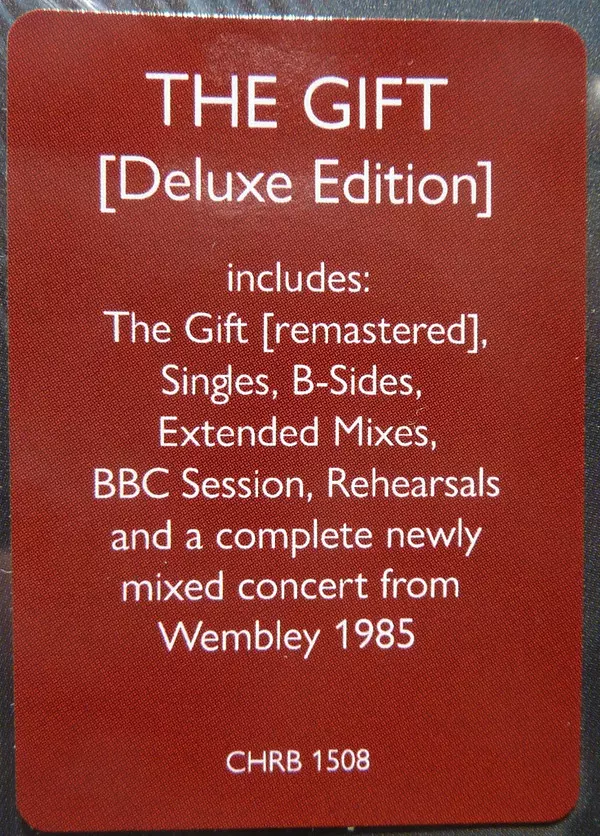 THE GIFT
[Deluxe Edition]
includes:
The Gift [remastered],
Singles, B-Sides,
Extended Mixes,
BBC Session, Rehearsals
and a complete newly
mixed concert from
Wembley 1985
CHRB 1508